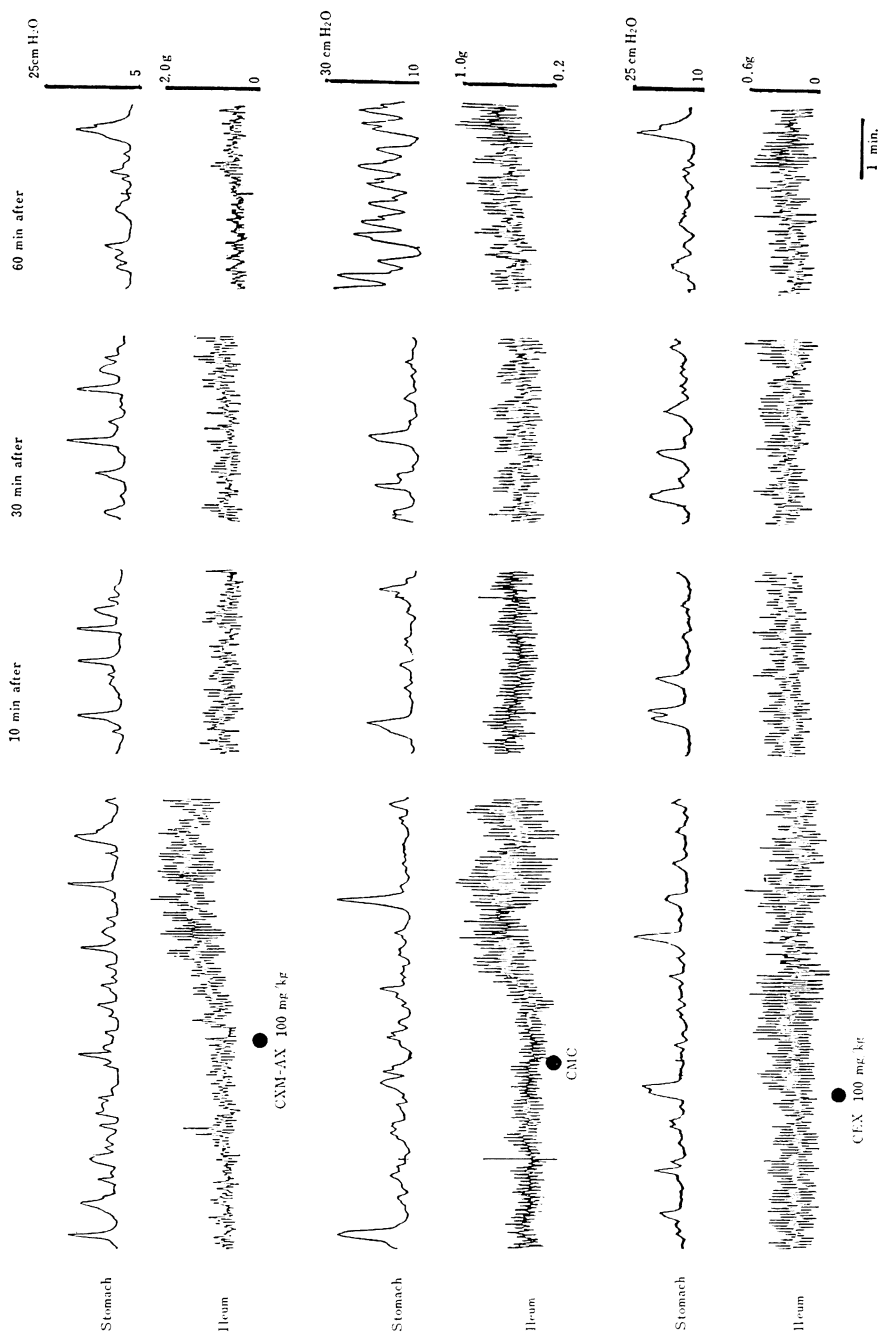 10 min after
30 min after
60 min after
Stomach
25cm H₂O
5
Ileum
2.0g
0
CXM-AX 100 mg/kg
Stomach
30 cm H₂O
10
Ileum
1.0g
0.2
CMC
Stomach
25 cm H₂O
10
Ileum
0.6g
0
CEX 100 mg/kg
1 min.